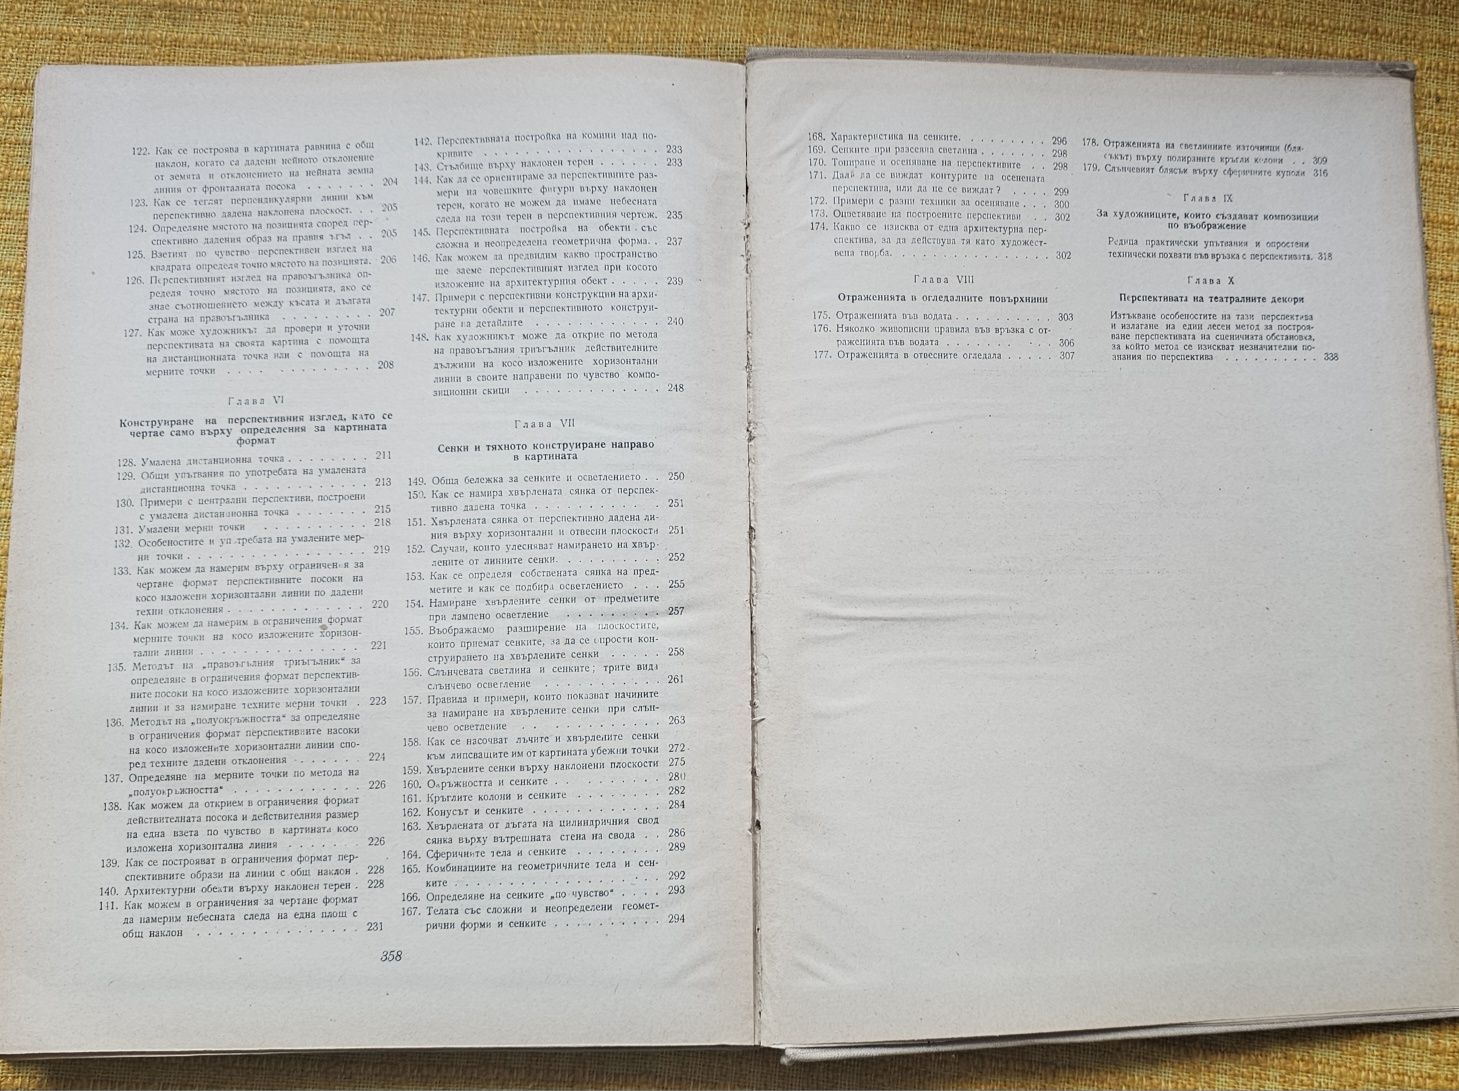 122. Как се построява в картината равнина с общ
наклон, когато са дадени нейното отклонение
от земята и отклонението на нейната земна
линия от фронталната посока . . . . . . . 204
123. Как се теглят перпендикулярни линии към
перспективно дадена наклонена плоскост. . . 205
124. Определяне мястото на позицията според пер-
спективно дадения образ на правия ъгъл . . 205
125. Взетият по чувство перспективен изглед на
квадрата определя точно мястото на позицията. 206
126. Перспективният изглед на правоъгълника оп-
ределя точно мястото на позицията, ако се
знае съотношението между късата и дългата
страна на правоъгълника . . . . . . . . . 207
127. Как може художникът да провери и уточни
перспективата на своята картина с помощта
на дистанционната точка или с помощта на
мерните точки . . . . . . . . . . . . . 208
Глава VI
Конструиране на перспективния изглед, като се
чертае само върху определения за картината
формат
128. Умалена дистанционна точка . . . . . . . . 211
129. Общи упътвания по употребата на умалената
дистанционна точка . . . . . . . . . . . . 213
130. Примери с централни перспективи, построени
с умалена дистанционна точка . . . . . . . 215
131. Умалени мерни точки . . . . . . . . . . 218
132. Особеностите и употребата на умалените мер-
ни точки . . . . . . . . . . . . . . . . 219
133. Как можем да намерим върху ограничения за
чертане формат перспективните посоки на
косо изложени хоризонтални линии по дадени
техни отклонения . . . . . . . . . . . . . 220
134. Как можем да намерим в ограничения формат
мерните точки на косо изложените хоризон-
тални линии . . . . . . . . . . . . . . . 221
135. Методът на „правоъгълния триъгълник“ за
определяне в ограничения формат перспектив-
ните посоки на косо изложените хоризонтални
линии и за намиране техните мерни точки . 223
136. Методът на „полуокръжността“ за определяне
в ограничения формат перспективните насоки
на косо изложените хоризонтални линии спо-
ред техните дадени отклонения . . . . . . . 224
137. Определяне на мерните точки по метода на
„полуокръжността“ . . . . . . . . . . . . 226
138. Как можем да открием в ограничения формат
действителната посока и действителния размер
на една взета по чувство в картината косо
изложена хоризонтална линия . . . . . . . 226
139. Как се построяват в ограничения формат пер-
спективните образи на линии с общ наклон . 228
140. Архитектурни обекти върху наклонен терен . 228
141. Как можем в ограничения за чертане формат
да намерим небесната следа на една площ с
общ наклон . . . . . . . . . . . . . . . 231
142. Перспективната постройка на комини над по-
кривите . . . . . . . . . . . . . . . . . 233
143. Стълбище върху наклонен терен . . . . . . 233
144. Как да се ориентираме за перспективните раз-
мери на човешките фигури върху наклонен
терен, когато не можем да имаме небесната
следа на този терен в перспективния чертеж. 235
145. Перспективната постройка на обекти със
сложна и неопределена геометрична форма. . 237
146. Как можем да предвидим какво пространство
ще заеме перспективният изглед при косото
изложение на архитектурния обект . . . . . 239
147. Примери с перспективни конструкции на архи-
тектурни обекти и перспективното конструи-
ране на детайлите . . . . . . . . . . . . 240
148. Как художникът може да открие по метода
на правоъгълния триъгълник действителните
дължини на косо изложените хоризонтални
линии в своите направени по чувство компо-
зиционни скици . . . . . . . . . . . . . 248
Глава VII
Сенки и тяхното конструиране направо
в картината
149. Обща бележка за сенките и осветлението . . 250
150. Как се намира хвърлената сянка от перспек-
тивно дадена точка . . . . . . . . . . . . 251
151. Хвърлената сянка от перспективно дадена ли-
ния върху хоризонтални и отвесни плоскости 251
152. Случаи, които улесняват намирането на хвър-
лените от линиите сенки. . . . . . . . . . 252
153. Как се определя собствената сянка на пред-
метите и как се подбира осветлението . . . 255
154. Намиране хвърлените сенки от предметите
при лампено осветление . . . . . . . . . 257
155. Въображаемо разширение на плоскостите,
които приемат сенките, за да се опрости кон-
струирането на хвърлените сенки . . . . . 258
156. Слънчевата светлина и сенките; трите вида
слънчево осветление . . . . . . . . . . . 261
157. Правила и примери, които показват начините
за намиране на хвърлените сенки при слън-
чево осветление . . . . . . . . . . . . . 263
158. Как се насочват лъчите и хвърлените сенки
към липсващите им от картината убежни точки 272
159. Хвърлените сенки върху наклонени плоскости 275
160. Окръжността и сенките . . . . . . . . . . 280
161. Кръглите колони и сенките . . . . . . . . 282
162. Конусът и сенките . . . . . . . . . . . . 284
163. Хвърлената от дъгата на цилиндричния свод
сянка върху вътрешната стена на свода . . 286
164. Сферичните тела и сенките . . . . . . . . 289
165. Комбинациите на геометричните тела и сен-
ките . . . . . . . . . . . . . . . . . . . 292
166. Определяне на сенките „по чувство“ . . . . 293
167. Телата със сложни и неопределени геомет-
рични форми и сенките . . . . . . . . . . 294
358
168. Характеристика на сенките. . . . . . . . 296
169. Сенките при разсеяна светлина . . . . . . 298
170. Тониране и осеняване на перспективите . . 298
171. Дали да се виждат контурите на осенената
перспектива, или да не се виждат? . . . . 299
172. Примери с разни техники за осеняване . . . 300
173. Оцветяване на построените перспективи . . 302
174. Какво се изисква от една архитектурна пер-
спектива, за да действува тя като художест-
вена творба. . . . . . . . . . . . . . . . 302
Глава VIII
Отраженията в огледалните повърхнини
175. Отраженията във водата . . . . . . . . . 303
176. Няколко живописни правила във връзка с от-
раженията във водата . . . . . . . . . . . 306
177. Отраженията в отвесните огледала . . . . . 307
178. Отраженията на светлинните източници (бля-
съкът) върху полираните кръгли колони . . 309
179. Слънчевият блясък върху сферичните куполи 316
Глава IX
За художниците, които създават композиции
по въображение
Редица практически упътвания и опростени
технически похвати във връзка с перспективата. 318
Глава X
Перспективата на театралните декори
Изтъкване особеностите на тази перспектива
и излагане на един лесен метод за построя-
ване перспективата на сценичната обстановка,
за който метод се изискват незначителни по-
знания по перспектива . . . . . . . . . . . 338